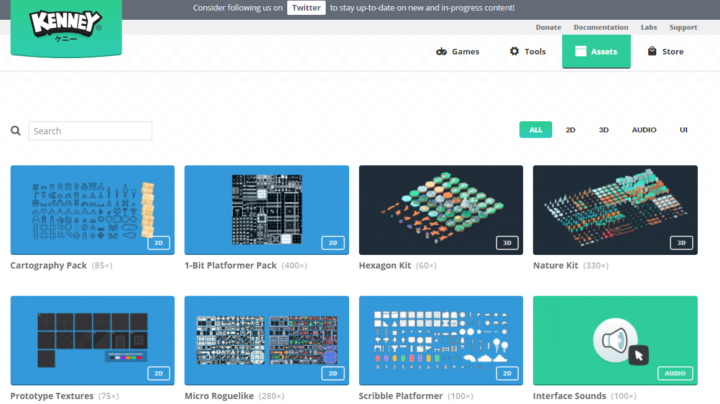 Consider following us on Twitter to stay up-to-date on new and in-progress content!
KENNEY
ケニー
Donate Documentation Labs Support
Games Tools Assets Store
Search
ALL 2D 3D AUDIO UI
2D 2D 3D 3D
Cartography Pack (85×) 1-Bit Platformer Pack (400×) Hexagon Kit (60×) Nature Kit (330×)
2D 2D 2D AUDIO
Prototype Textures (75×) Micro Roguelike (280×) Scribble Platformer (100×) Interface Sounds (100×)